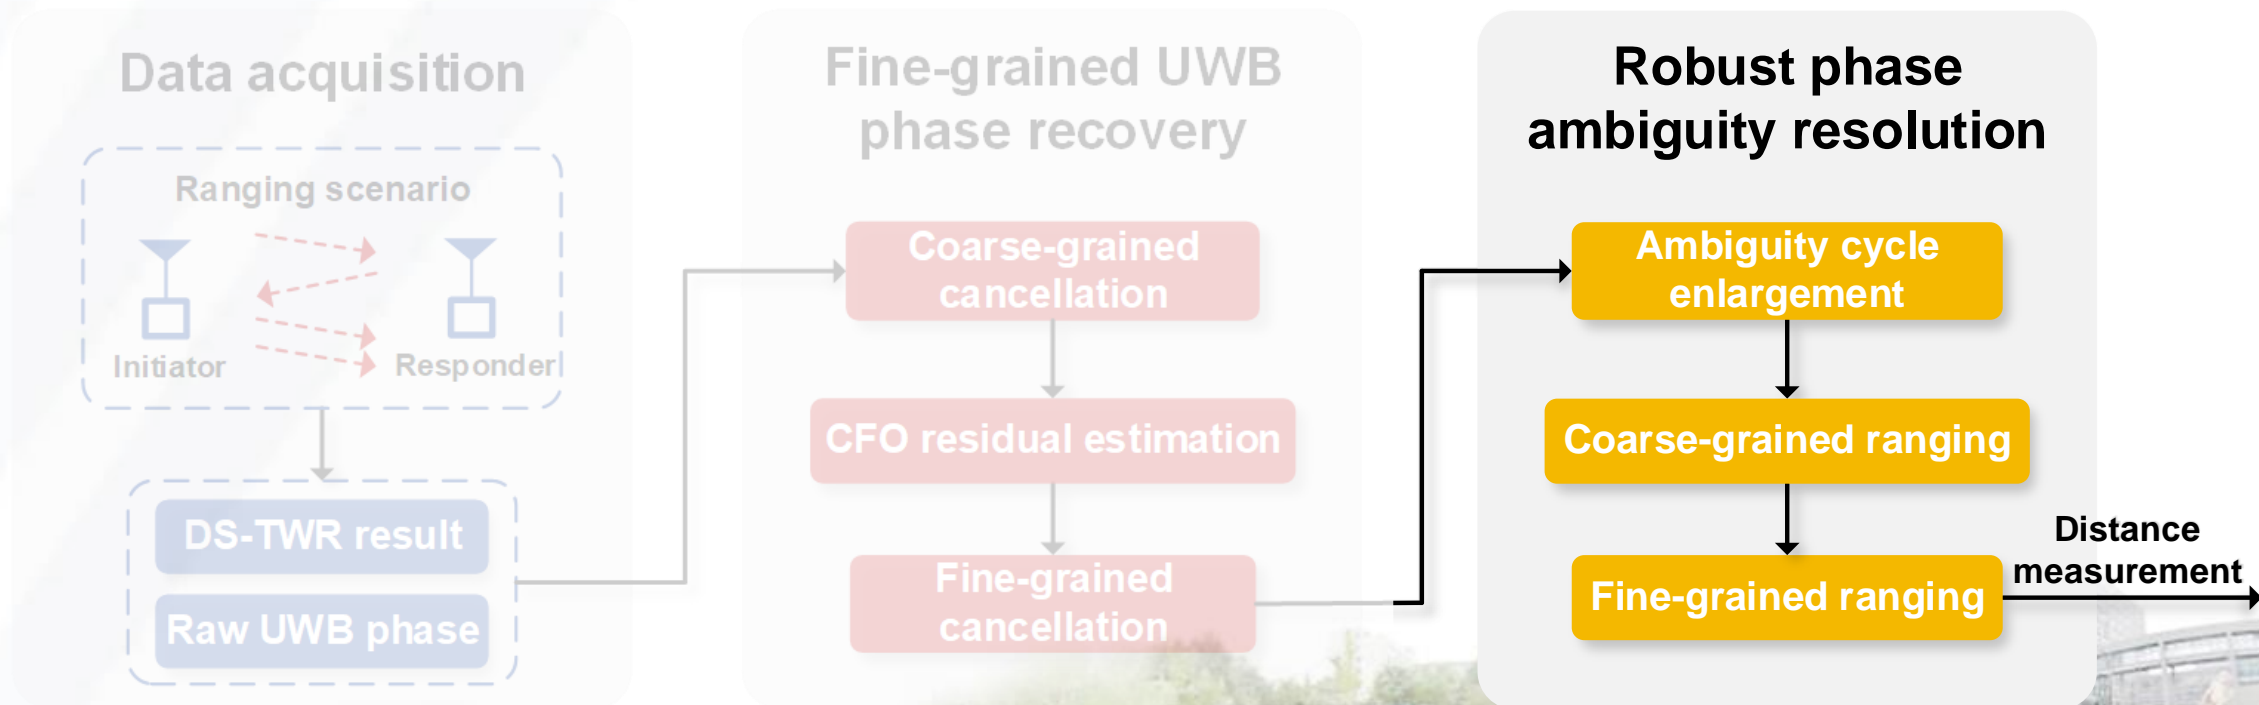 Data acquisition
Ranging scenario
Initiator
Responder
DS-TWR result
Raw UWB phase
Fine-grained UWB
phase recovery
Coarse-grained
cancellation
CFO residual estimation
Fine-grained
cancellation
Robust phase
ambiguity resolution
Ambiguity cycle
enlargement
Coarse-grained ranging
Fine-grained ranging
Distance
measurement